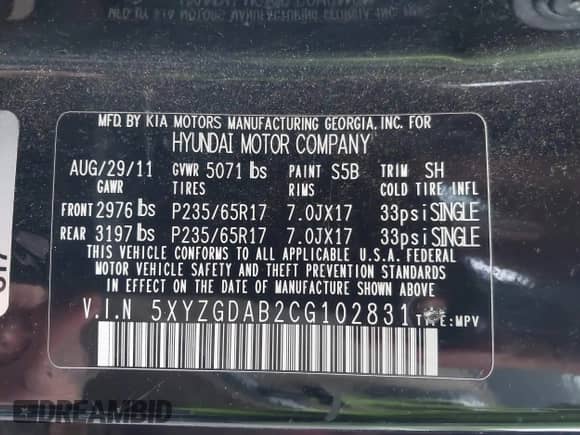 MFD. BY KIA MOTORS MANUFACTURING GEORGIA, INC. FOR
HYUNDAI MOTOR COMPANY
AUG/29/11 GVWR 5071 lbs PAINT S5B TRIM SH
GAWR TIRES RIMS COLD TIRE INFL
FRONT 2976 lbs P235/65R17 7.0JX17 33psi SINGLE
REAR 3197 lbs P235/65R17 7.0JX17 33psi SINGLE
THIS VEHICLE CONFORMS TO ALL APPLICABLE U.S.A. FEDERAL
MOTOR VEHICLE SAFETY, BUMPER, AND THEFT PREVENTION
STANDARDS IN EFFECT ON THE DATE OF MANUFACTURE SHOWN ABOVE
V.I.N 5XYZGDAB2CG102831 TYPE: MPV
DREAMBID